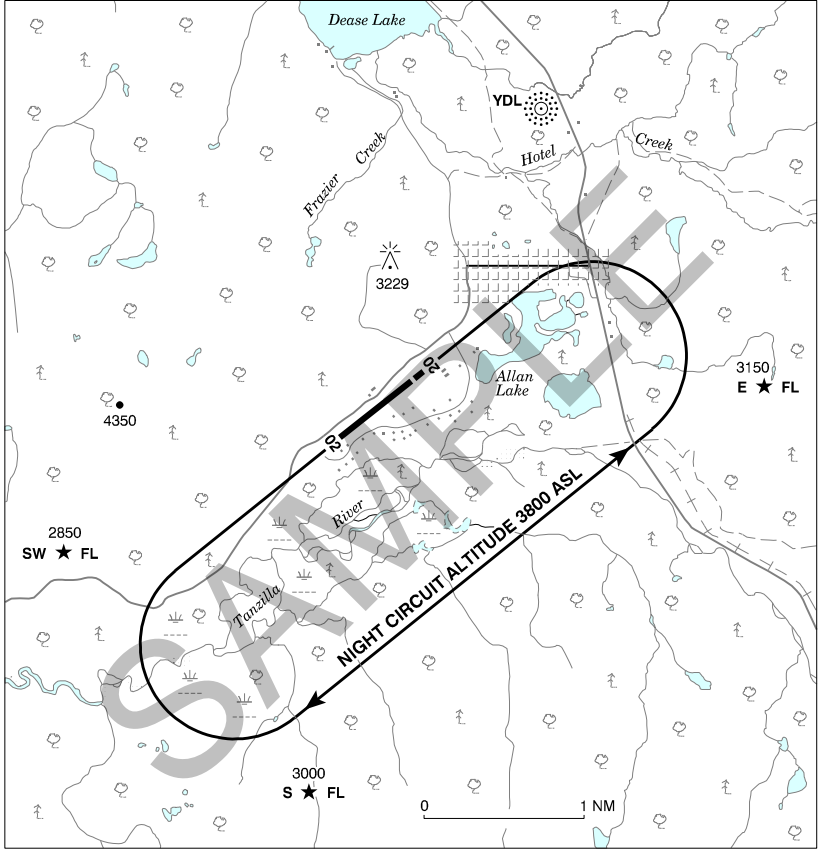 Dease Lake
YDL
Frazier Creek
Hotel Creek
3229
3150
E ★ FL
Allan
Lake
4350
02
20
2850
SW ★ FL
River
Tanzilla
NIGHT CIRCUIT ALTITUDE 3800 ASL
SAMPLE
3000
S ★ FL
0 1 NM